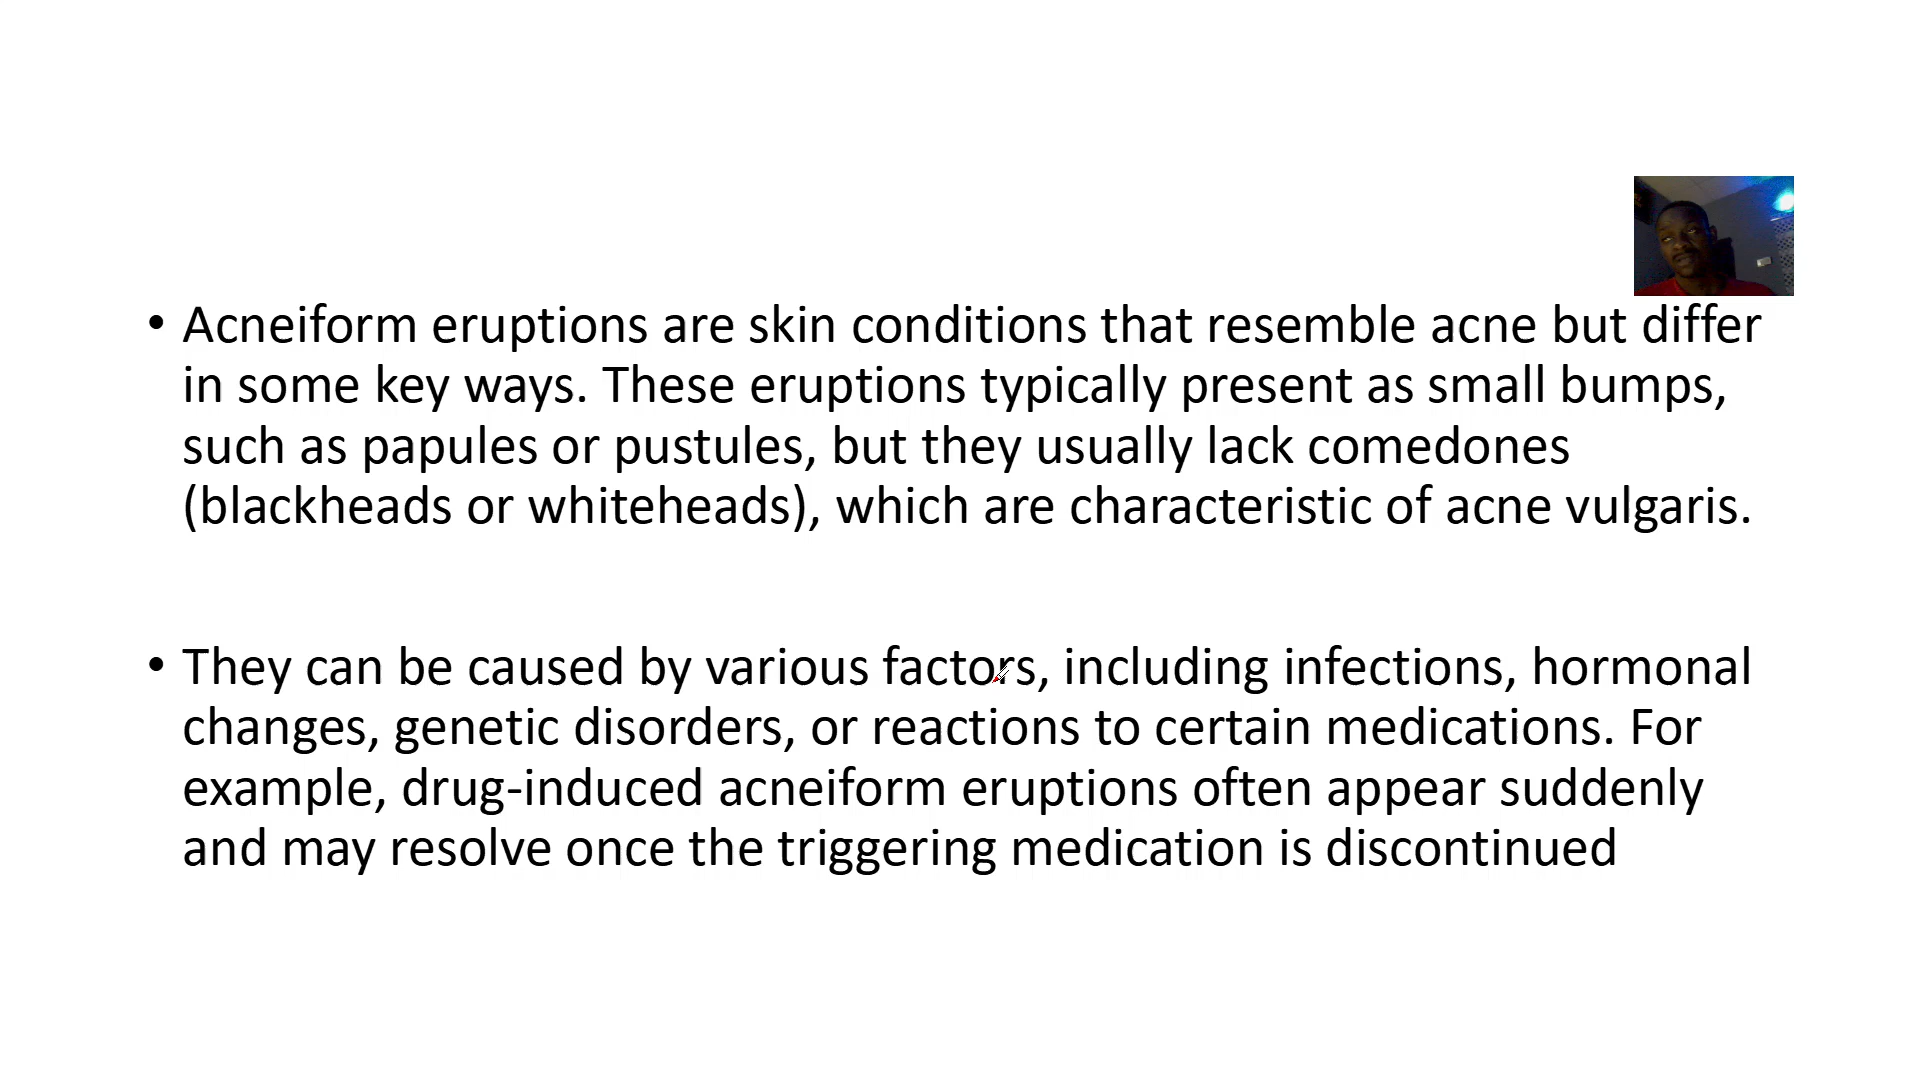 • Acneiform eruptions are skin conditions that resemble acne but differ
in some key ways. These eruptions typically present as small bumps,
such as papules or pustules, but they usually lack comedones
(blackheads or whiteheads), which are characteristic of acne vulgaris.
• They can be caused by various factors, including infections, hormonal
changes, genetic disorders, or reactions to certain medications. For
example, drug-induced acneiform eruptions often appear suddenly
and may resolve once the triggering medication is discontinued